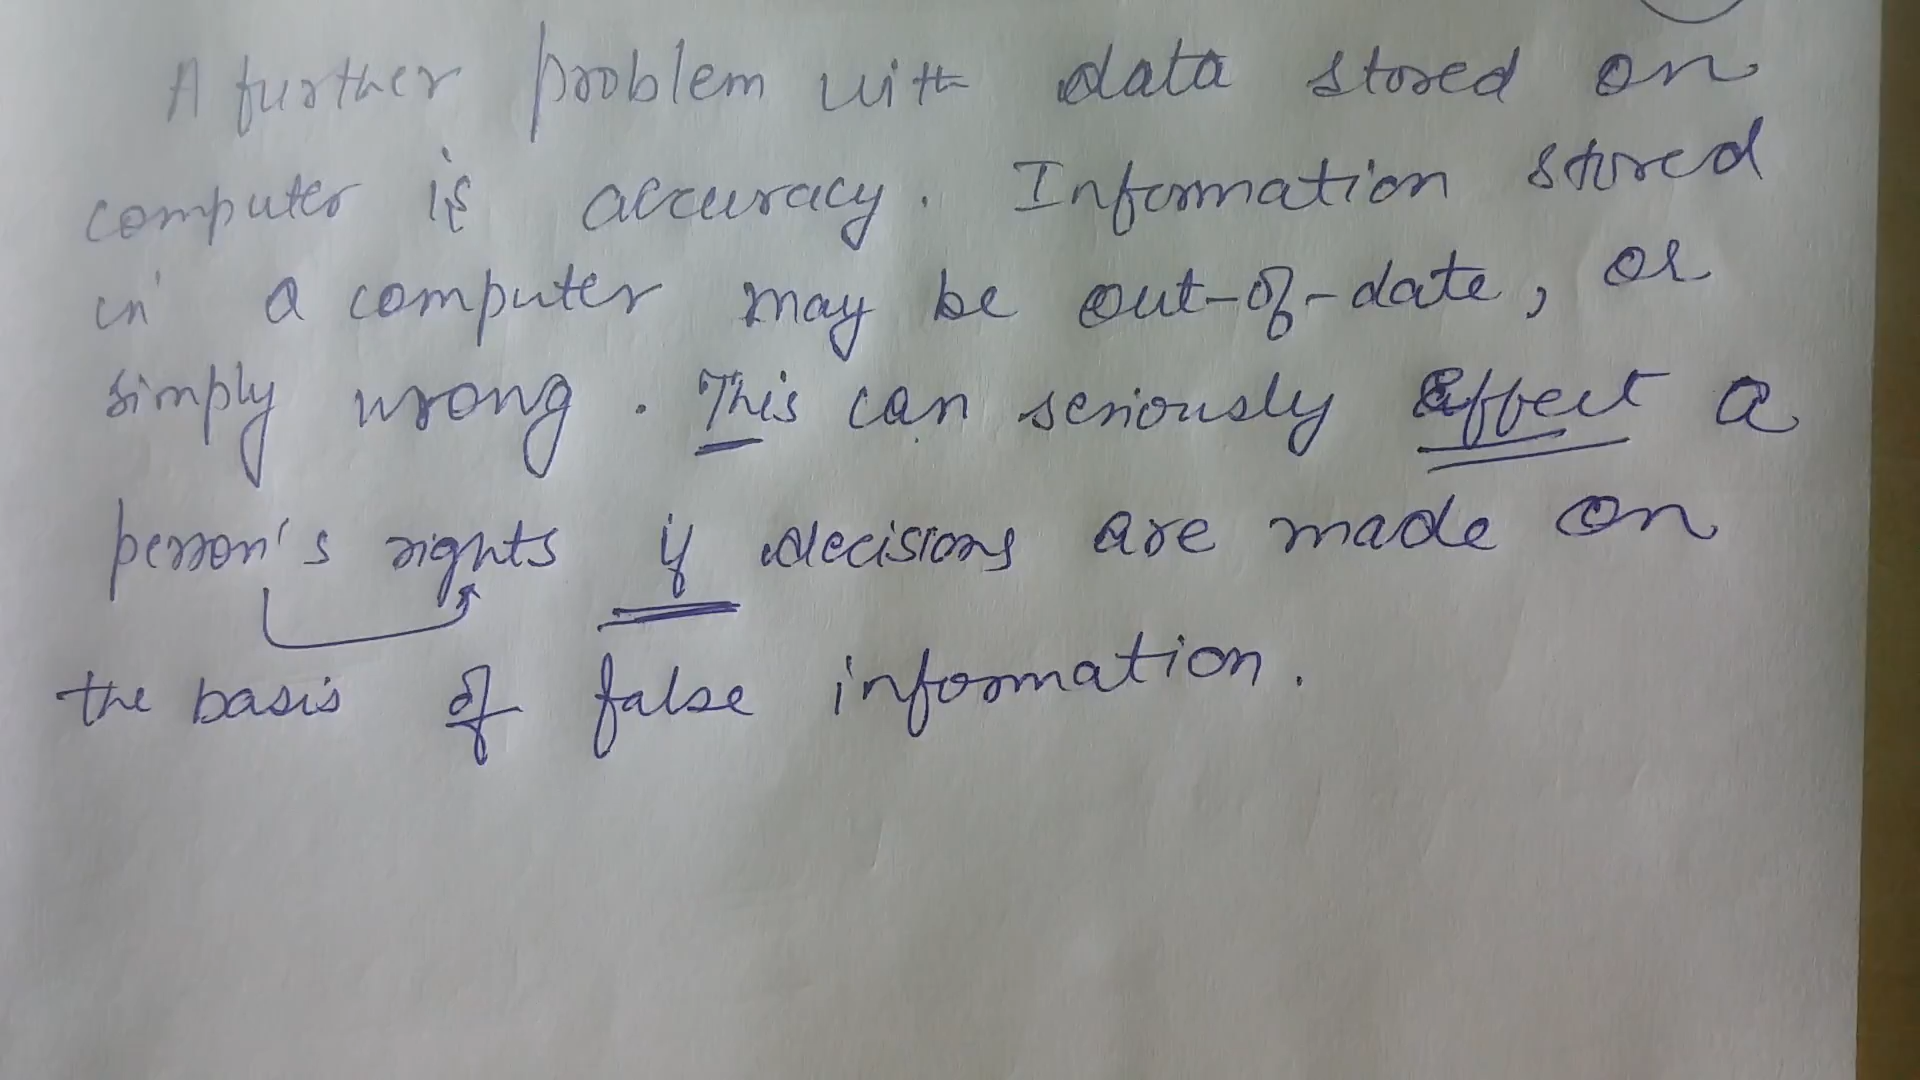 A further problem with data stored on
computer is accuracy. Information stored
in a computer may be out-of-date, or
simply wrong. This can seriously effect a
person's rights if decisions are made on
the basis of false information.